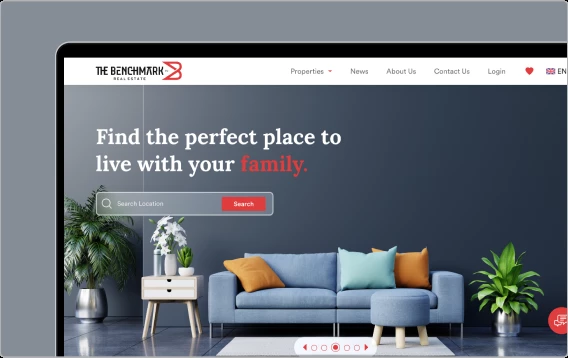 THE BENCHMARK
REAL ESTATE
Properties
News
About Us
Contact Us
Login
EN
Find the perfect place to
live with your family.
Search Location
Search